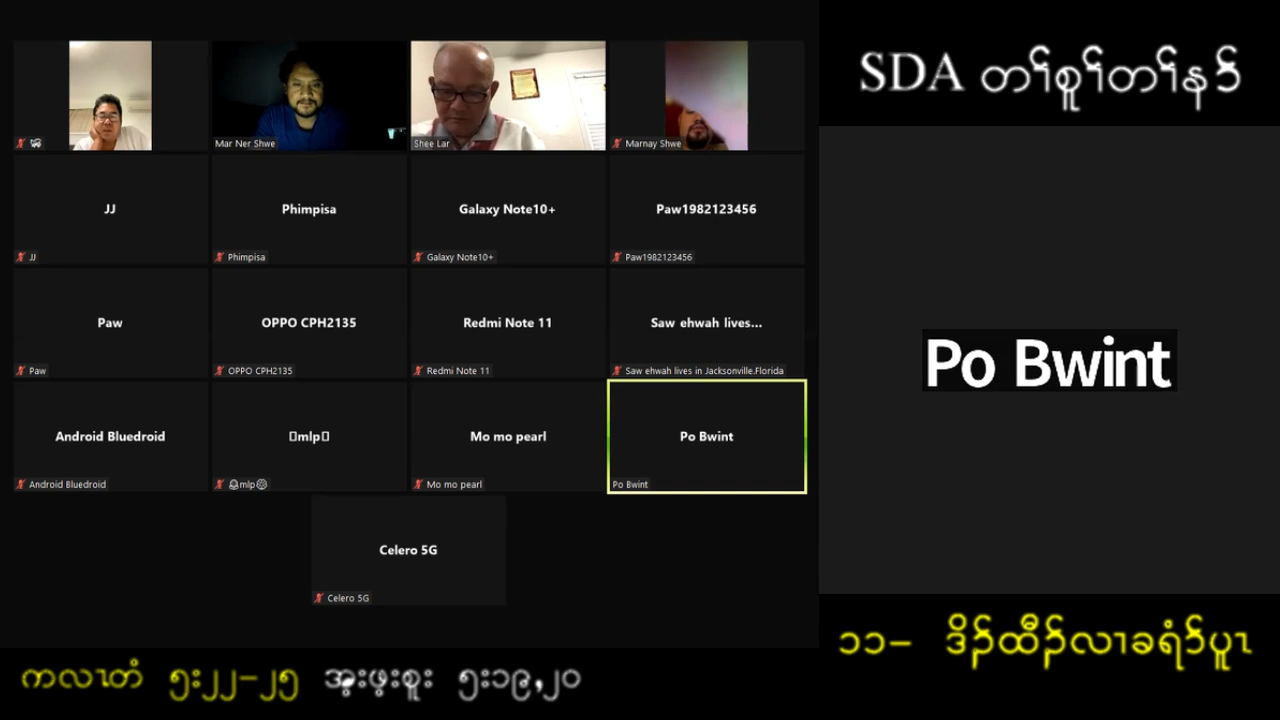 SDA တၢ်စူၢ်တၢ်နာ်
Mar Ner Shwe
Shee Lar
Marnay Shwe
JJ
Phimpisa
Galaxy Note10+
Paw1982123456
JJ
Phimpisa
Galaxy Note10+
Paw1982123456
Paw
OPPO CPH2135
Redmi Note 11
Saw ehwah lives...
Paw
OPPO CPH2135
Redmi Note 11
Saw ehwah lives in Jacksonville.Florida
Android Bluedroid
mlp
Mo mo pearl
Po Bwint
Android Bluedroid
mlp
Mo mo pearl
Po Bwint
Celero 5G
Celero 5G
Po Bwint
၁၁– ဒိၣ်ထီၣ်လၢခရံာ်ပူၤ
ကလၤတံ ၅း၂၂–၂၅ အ့းဖ့းစူး ၅း၁၉,၂၀